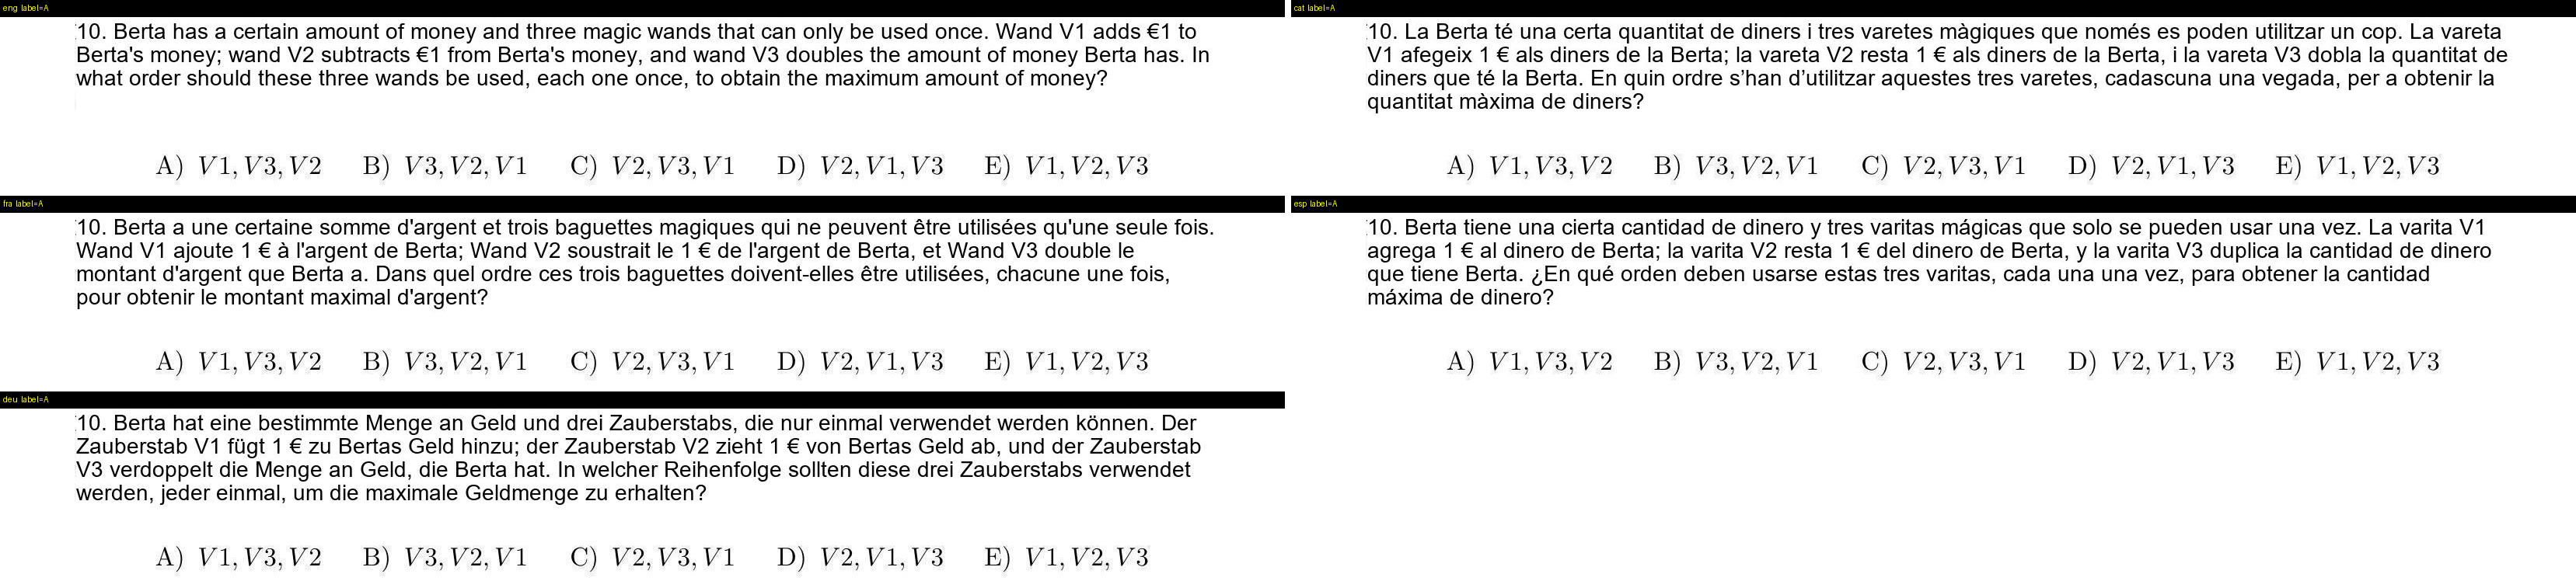 eng label=A
10. Berta has a certain amount of money and three magic wands that can only be used once. Wand V1 adds €1 to
Berta's money; wand V2 subtracts €1 from Berta's money, and wand V3 doubles the amount of money Berta has. In
what order should these three wands be used, each one once, to obtain the maximum amount of money?
A) V1, V3, V2 B) V3, V2, V1 C) V2, V3, V1 D) V2, V1, V3 E) V1, V2, V3
cat label=A
10. La Berta té una certa quantitat de diners i tres varetes màgiques que només es poden utilitzar un cop. La vareta
V1 afegeix 1 € als diners de la Berta; la vareta V2 resta 1 € als diners de la Berta, i la vareta V3 dobla la quantitat de
diners que té la Berta. En quin ordre s’han d’utilitzar aquestes tres varetes, cadascuna una vegada, per a obtenir la
quantitat màxima de diners?
A) V1, V3, V2 B) V3, V2, V1 C) V2, V3, V1 D) V2, V1, V3 E) V1, V2, V3
fra label=A
10. Berta a une certaine somme d'argent et trois baguettes magiques qui ne peuvent être utilisées qu'une seule fois.
Wand V1 ajoute 1 € à l'argent de Berta; Wand V2 soustrait le 1 € de l'argent de Berta, et Wand V3 double le
montant d'argent que Berta a. Dans quel ordre ces trois baguettes doivent-elles être utilisées, chacune une fois,
pour obtenir le montant maximal d'argent?
A) V1, V3, V2 B) V3, V2, V1 C) V2, V3, V1 D) V2, V1, V3 E) V1, V2, V3
esp label=A
10. Berta tiene una cierta cantidad de dinero y tres varitas mágicas que solo se pueden usar una vez. La varita V1
agrega 1 € al dinero de Berta; la varita V2 resta 1 € del dinero de Berta, y la varita V3 duplica la cantidad de dinero
que tiene Berta. ¿En qué orden deben usarse estas tres varitas, cada una una vez, para obtener la cantidad
máxima de dinero?
A) V1, V3, V2 B) V3, V2, V1 C) V2, V3, V1 D) V2, V1, V3 E) V1, V2, V3
deu label=A
10. Berta hat eine bestimmte Menge an Geld und drei Zauberstabs, die nur einmal verwendet werden können. Der
Zauberstab V1 fügt 1 € zu Bertas Geld hinzu; der Zauberstab V2 zieht 1 € von Bertas Geld ab, und der Zauberstab
V3 verdoppelt die Menge an Geld, die Berta hat. In welcher Reihenfolge sollten diese drei Zauberstabs verwendet
werden, jeder einmal, um die maximale Geldmenge zu erhalten?
A) V1, V3, V2 B) V3, V2, V1 C) V2, V3, V1 D) V2, V1, V3 E) V1, V2, V3